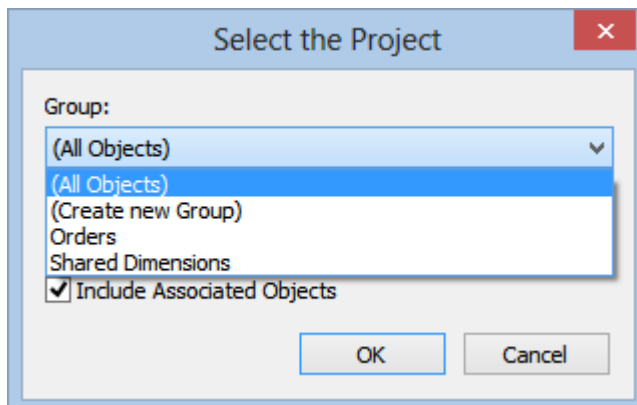 Select the Project
Group:
(All Objects)
(All Objects)
(Create new Group)
Orders
Shared Dimensions
Include Associated Objects
OK
Cancel